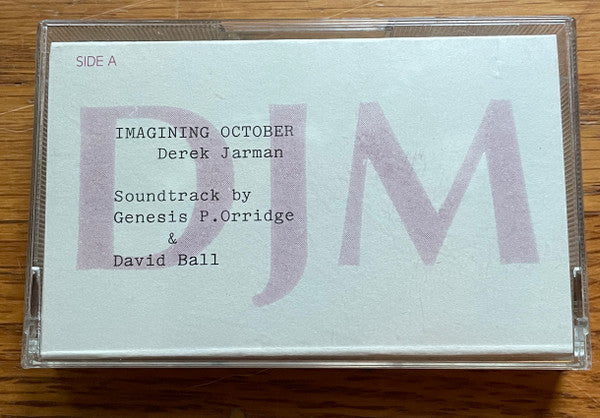 SIDE A
DJM
IMAGINING OCTOBER
Derek Jarman
Soundtrack by
Genesis P.Orridge
&
David Ball